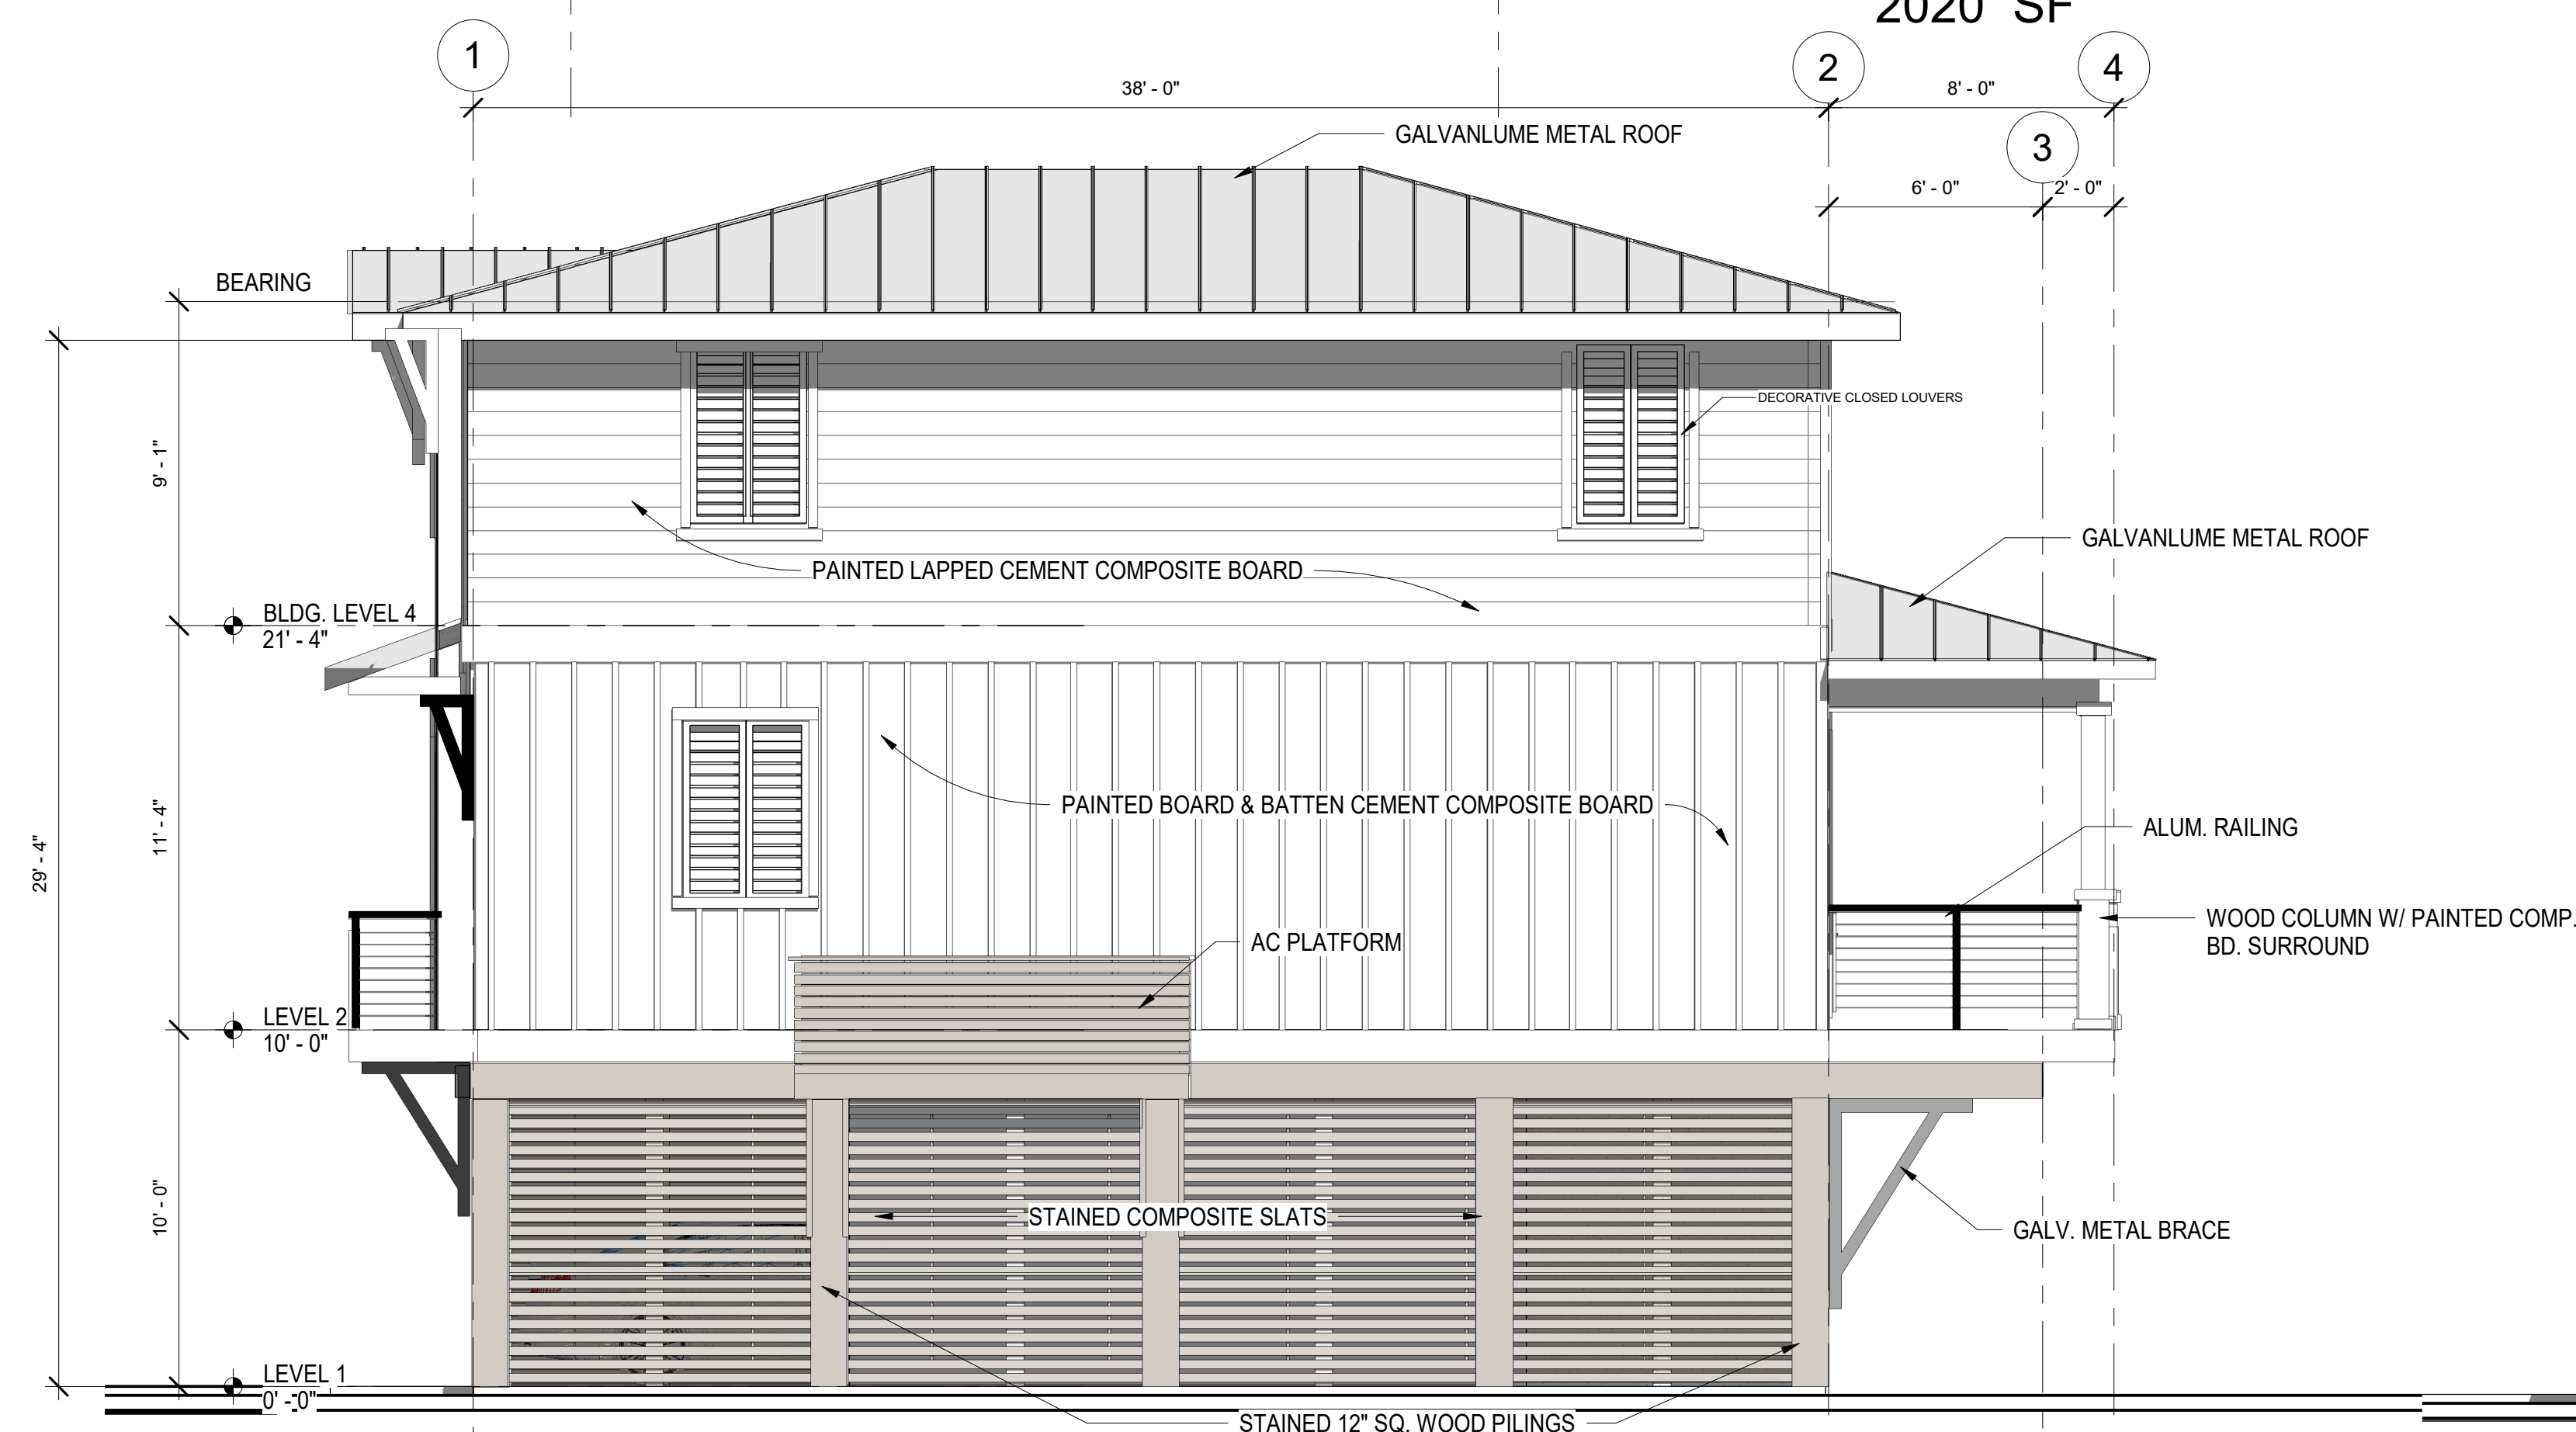 2020 SF
1
2
4
38' - 0"
8' - 0"
GALVANLUME METAL ROOF
3
6' - 0"
2' - 0"
BEARING
DECORATIVE CLOSED LOUVERS
9' - 1"
GALVANLUME METAL ROOF
PAINTED LAPPED CEMENT COMPOSITE BOARD
BLDG. LEVEL 4
21' - 4"
PAINTED BOARD & BATTEN CEMENT COMPOSITE BOARD
11' - 4"
ALUM. RAILING
29' - 4"
WOOD COLUMN W/ PAINTED COMP.
BD. SURROUND
AC PLATFORM
LEVEL 2
10' - 0"
10' - 0"
STAINED COMPOSITE SLATS
GALV. METAL BRACE
LEVEL 1
0' - 0"
STAINED 12" SQ. WOOD PILINGS